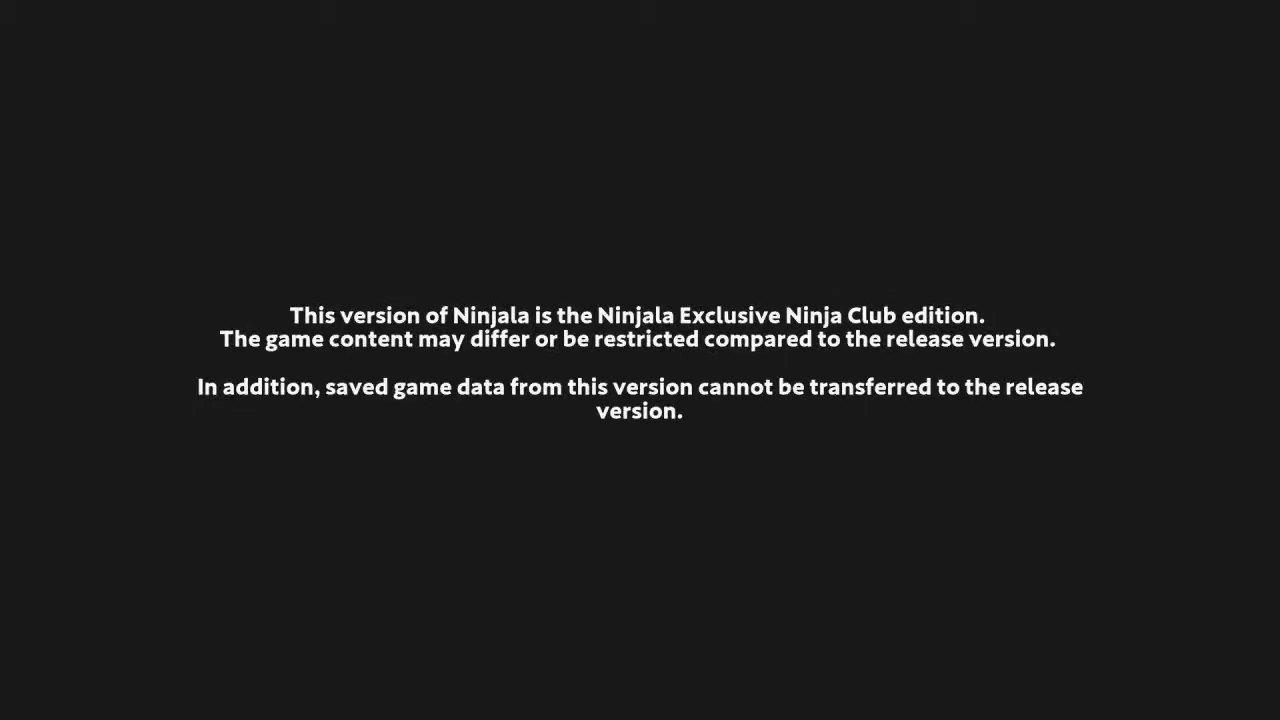 This version of Ninjala is the Ninjala Exclusive Ninja Club edition.
The game content may differ or be restricted compared to the release version.
In addition, saved game data from this version cannot be transferred to the release
version.